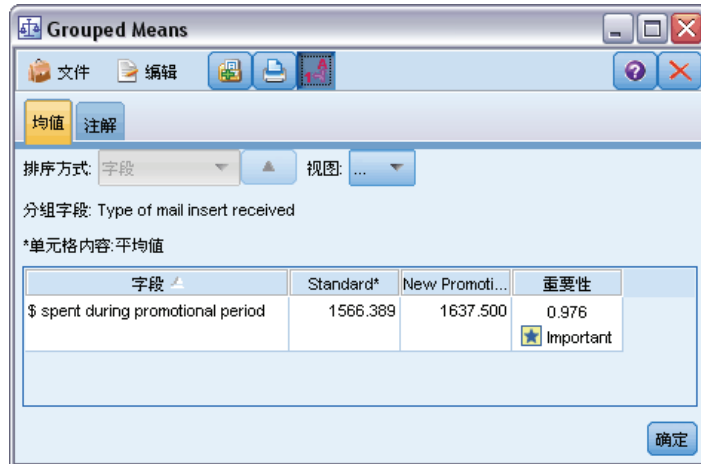 Grouped Means
文件 编辑
均值 注解
排序方式: 字段 视图: ...
分组字段: Type of mail insert received
*单元格内容:平均值
字段 Standard* New Promoti... 重要性
$ spent during promotional period 1566.389 1637.500 0.976
Important
确定